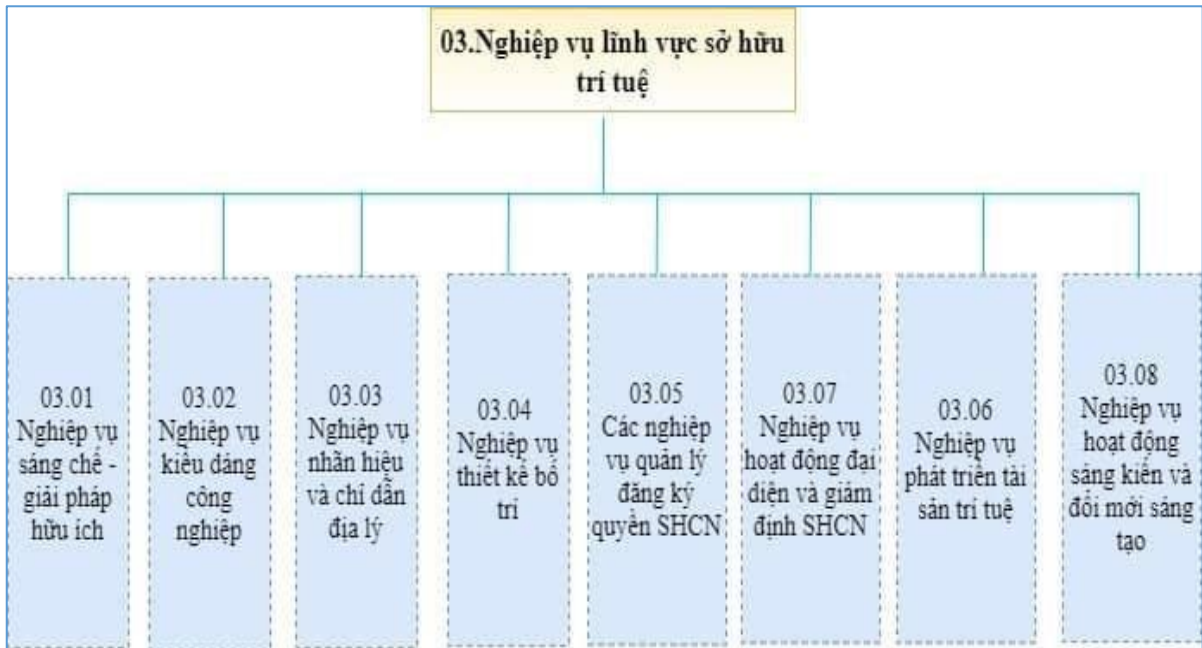 03.Nghiệp vụ lĩnh vực sở hữu
trí tuệ
03.01
Nghiệp vụ
sáng chế -
giải pháp
hữu ích
03.02
Nghiệp vụ
kiểu dáng
công
nghiệp
03.03
Nghiệp vụ
nhãn hiệu
và chỉ dẫn
địa lý
03.04
Nghiệp vụ
thiết kế bố
trí
03.05
Các nghiệp
vụ quản lý
đăng ký
quyền SHCN
03.07
Nghiệp vụ
hoạt động đại
diện và giám
định SHCN
03.06
Nghiệp vụ
phát triển tài
sản trí tuệ
03.08
Nghiệp vụ
hoạt động
sáng kiến và
đổi mới sáng
tạo